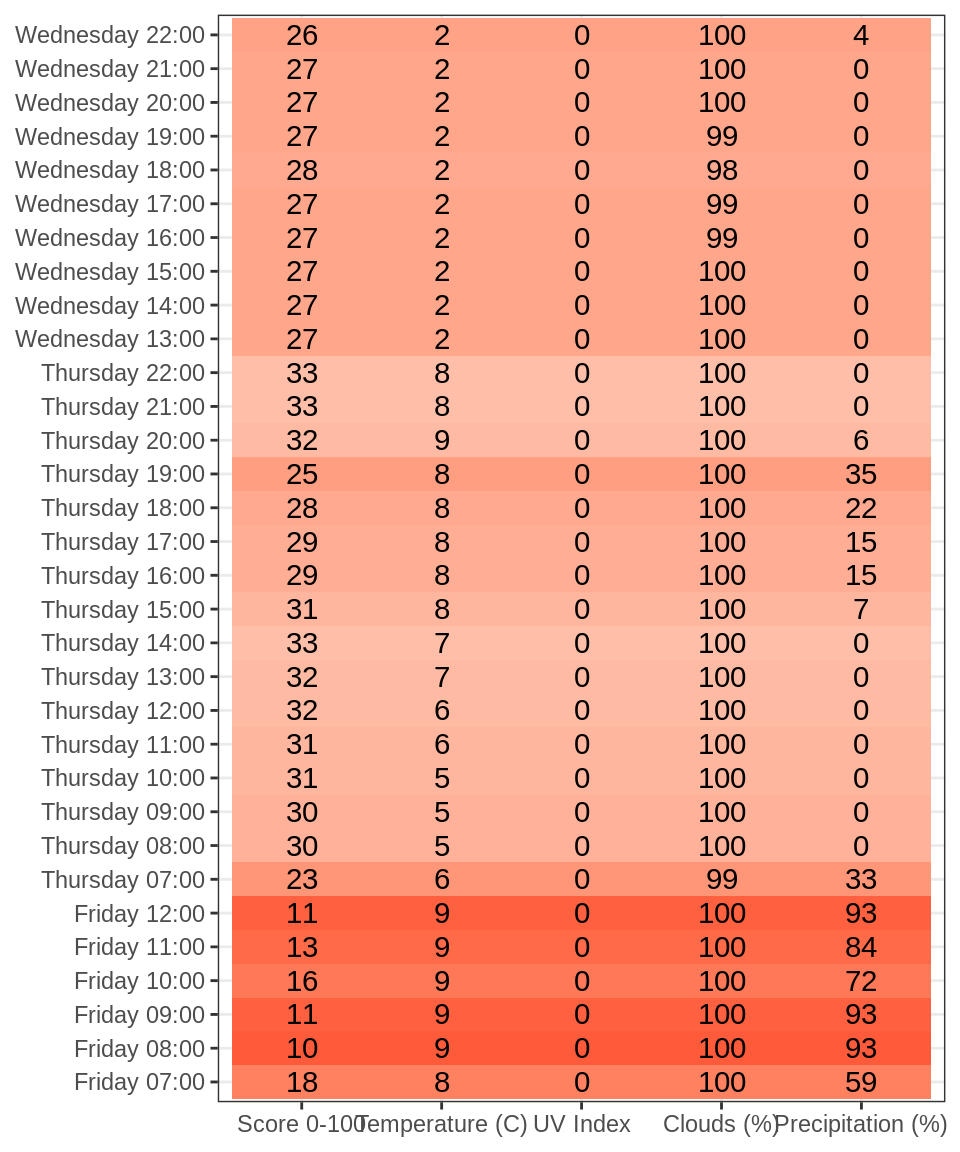 Wednesday 22:00 26 2 0 100 4
Wednesday 21:00 27 2 0 100 0
Wednesday 20:00 27 2 0 100 0
Wednesday 19:00 27 2 0 99 0
Wednesday 18:00 28 2 0 98 0
Wednesday 17:00 27 2 0 99 0
Wednesday 16:00 27 2 0 99 0
Wednesday 15:00 27 2 0 100 0
Wednesday 14:00 27 2 0 100 0
Wednesday 13:00 27 2 0 100 0
Thursday 22:00 33 8 0 100 0
Thursday 21:00 33 8 0 100 0
Thursday 20:00 32 9 0 100 6
Thursday 19:00 25 8 0 100 35
Thursday 18:00 28 8 0 100 22
Thursday 17:00 29 8 0 100 15
Thursday 16:00 29 8 0 100 15
Thursday 15:00 31 8 0 100 7
Thursday 14:00 33 7 0 100 0
Thursday 13:00 32 7 0 100 0
Thursday 12:00 32 6 0 100 0
Thursday 11:00 31 6 0 100 0
Thursday 10:00 31 5 0 100 0
Thursday 09:00 30 5 0 100 0
Thursday 08:00 30 5 0 100 0
Thursday 07:00 23 6 0 99 33
Friday 12:00 11 9 0 100 93
Friday 11:00 13 9 0 100 84
Friday 10:00 16 9 0 100 72
Friday 09:00 11 9 0 100 93
Friday 08:00 10 9 0 100 93
Friday 07:00 18 8 0 100 59
Score 0-100 Temperature (C) UV Index Clouds (%) Precipitation (%)